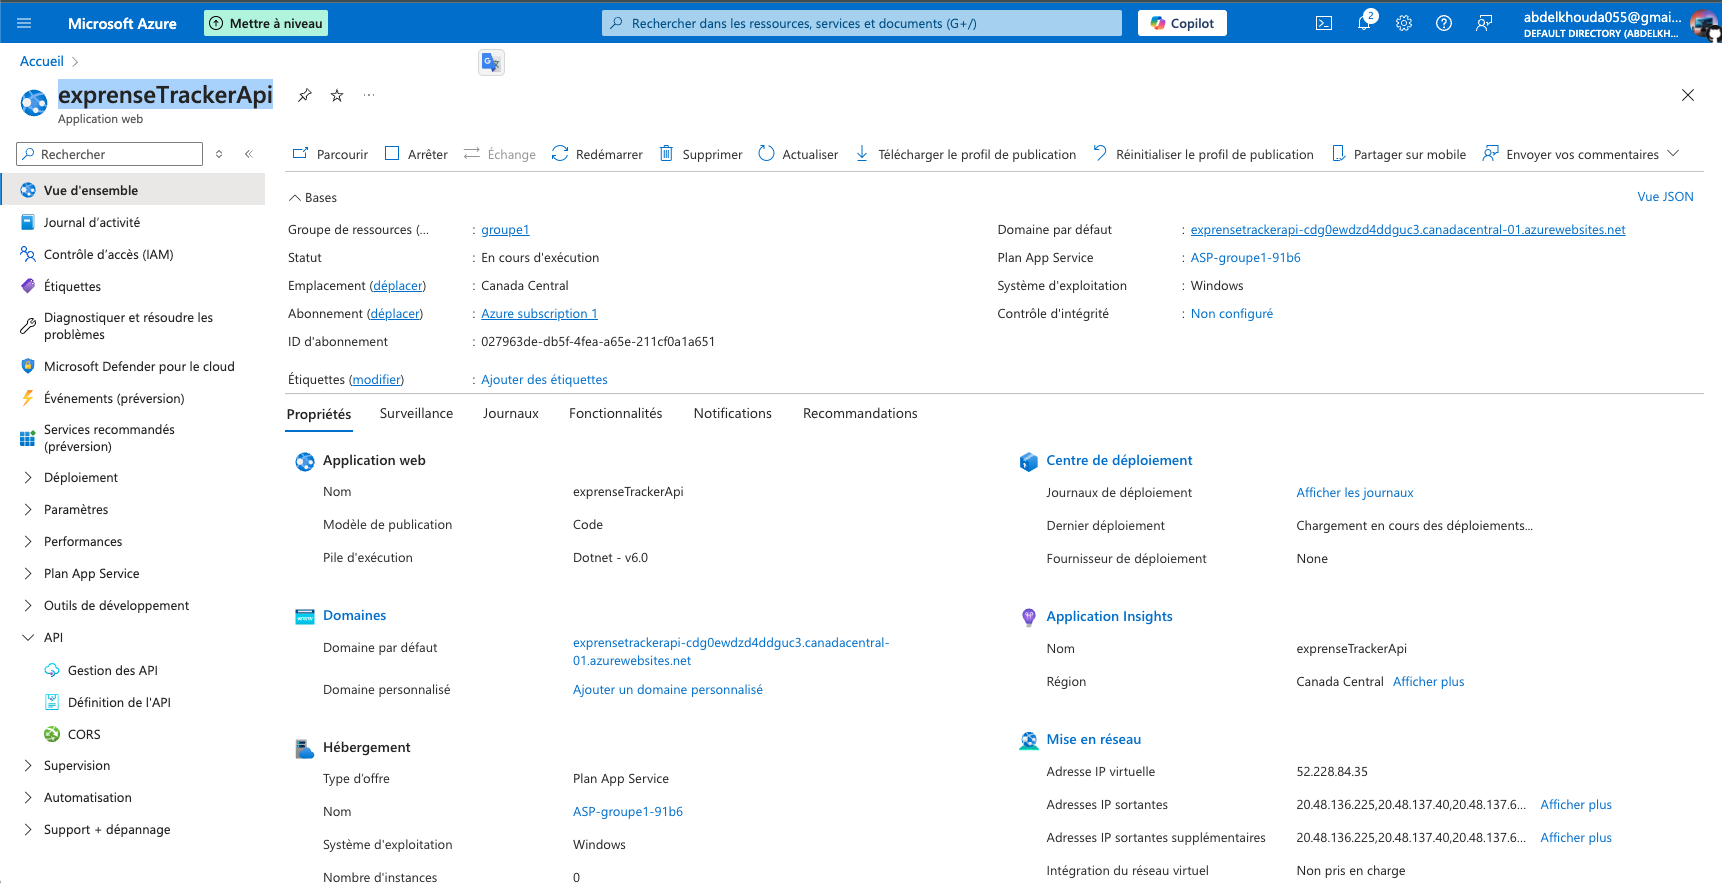 Microsoft Azure
Mettre à niveau
Rechercher dans les ressources, services et documents (G+/)
Copilot
2
abdelkhouda055@gmai...
DEFAULT DIRECTORY (ABDELKH...
Accueil
exprenseTrackerApi
Application web
Rechercher
Parcourir
Arrêter
Échange
Redémarrer
Supprimer
Actualiser
Télécharger le profil de publication
Réinitialiser le profil de publication
Partager sur mobile
Envoyer vos commentaires
Vue d'ensemble
Journal d'activité
Contrôle d'accès (IAM)
Étiquettes
Diagnostiquer et résoudre les
problèmes
Microsoft Defender pour le cloud
Événements (préversion)
Services recommandés
(préversion)
Déploiement
Paramètres
Performances
Plan App Service
Outils de développement
API
Gestion des API
Définition de l'API
CORS
Supervision
Automatisation
Support + dépannage
Bases
Vue JSON
Groupe de ressources (... : groupe1
Statut : En cours d'exécution
Emplacement (déplacer) : Canada Central
Abonnement (déplacer) : Azure subscription 1
ID d'abonnement : 027963de-db5f-4fea-a65e-211cf0a1a651
Étiquettes (modifier) : Ajouter des étiquettes
Domaine par défaut : exprensetrackerapi-cdg0ewdzd4ddguc3.canadacentral-01.azurewebsites.net
Plan App Service : ASP-groupe1-91b6
Système d'exploitation : Windows
Contrôle d'intégrité : Non configuré
Propriétés
Surveillance
Journaux
Fonctionnalités
Notifications
Recommandations
Application web
Nom exprenseTrackerApi
Modèle de publication Code
Pile d'exécution Dotnet - v6.0
Domaines
Domaine par défaut exprensetrackerapi-cdg0ewdzd4ddguc3.canadacentral-
01.azurewebsites.net
Domaine personnalisé Ajouter un domaine personnalisé
Hébergement
Type d'offre Plan App Service
Nom ASP-groupe1-91b6
Système d'exploitation Windows
Nombre d'instances 0
Centre de déploiement
Journaux de déploiement Afficher les journaux
Dernier déploiement Chargement en cours des déploiements...
Fournisseur de déploiement None
Application Insights
Nom exprenseTrackerApi
Région Canada Central Afficher plus
Mise en réseau
Adresse IP virtuelle 52.228.84.35
Adresses IP sortantes 20.48.136.225,20.48.137.40,20.48.137.6... Afficher plus
Adresses IP sortantes supplémentaires 20.48.136.225,20.48.137.40,20.48.137.6... Afficher plus
Intégration du réseau virtuel Non pris en charge